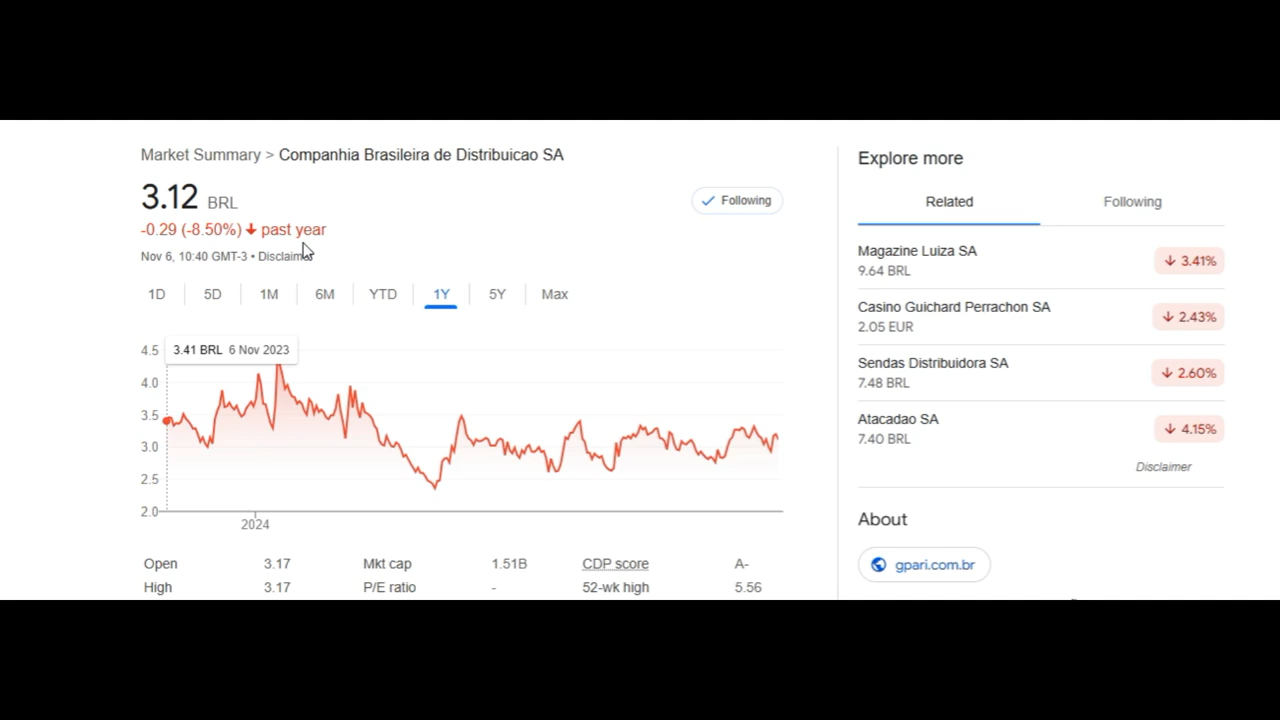 Market Summary > Companhia Brasileira de Distribuicao SA
3.12 BRL
Following
-0.29 (-8.50%) ↓ past year
Nov 6, 10:40 GMT-3 • Disclaimer
1D 5D 1M 6M YTD 1Y 5Y Max
4.5
3.41 BRL 6 Nov 2023
4.0
3.5
3.0
2.5
2.0
2024
Open 3.17 Mkt cap 1.51B CDP score A-
High 3.17 P/E ratio - 52-wk high 5.56
Explore more
Related Following
Magazine Luiza SA
9.64 BRL
↓ 3.41%
Casino Guichard Perrachon SA
2.05 EUR
↓ 2.43%
Sendas Distribuidora SA
7.48 BRL
↓ 2.60%
Atacadao SA
7.40 BRL
↓ 4.15%
Disclaimer
About
gpari.com.br